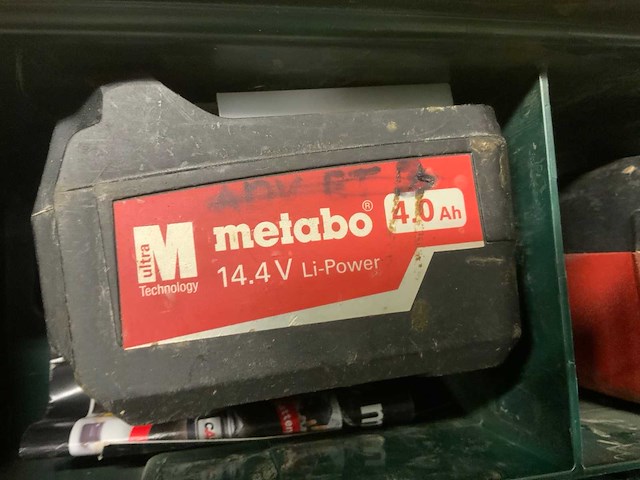 metabo®
4.0 Ah
ultra
M
Technology
14.4 V Li-Power
m